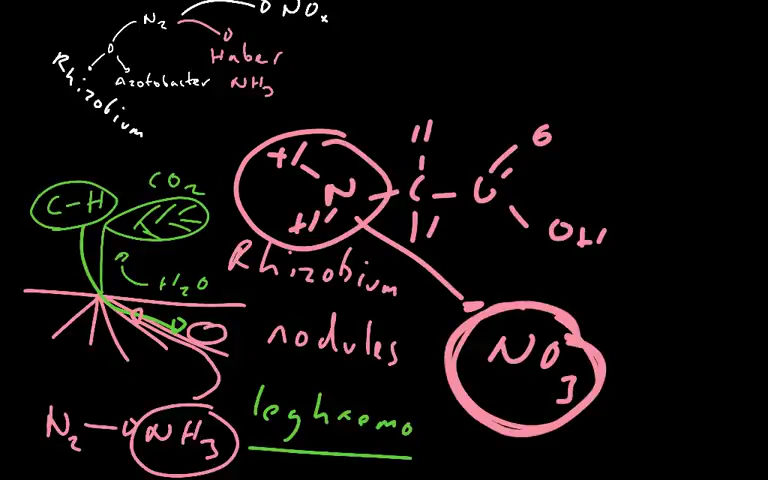 N2 NOx
Haber
NH3
Rhizobium Azotobacter
CO2
C-H
H N C C O
H
H
OH
H2O
Rhizobium
nodules
NO3
N2 NH3
leghaemo